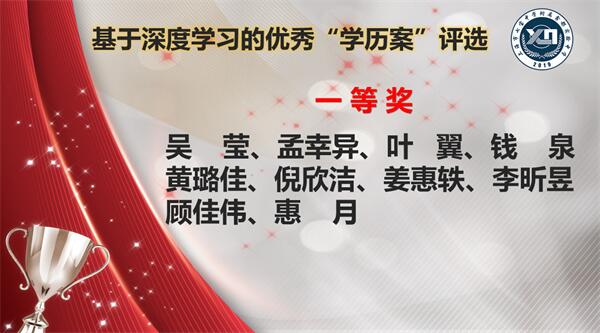 基于深度学习的优秀“学历案”评选
一等奖
吴　莹、孟幸异、叶　翼、钱　泉
黄璐佳、倪欣洁、姜惠轶、李昕昱
顾佳伟、惠　月
2019